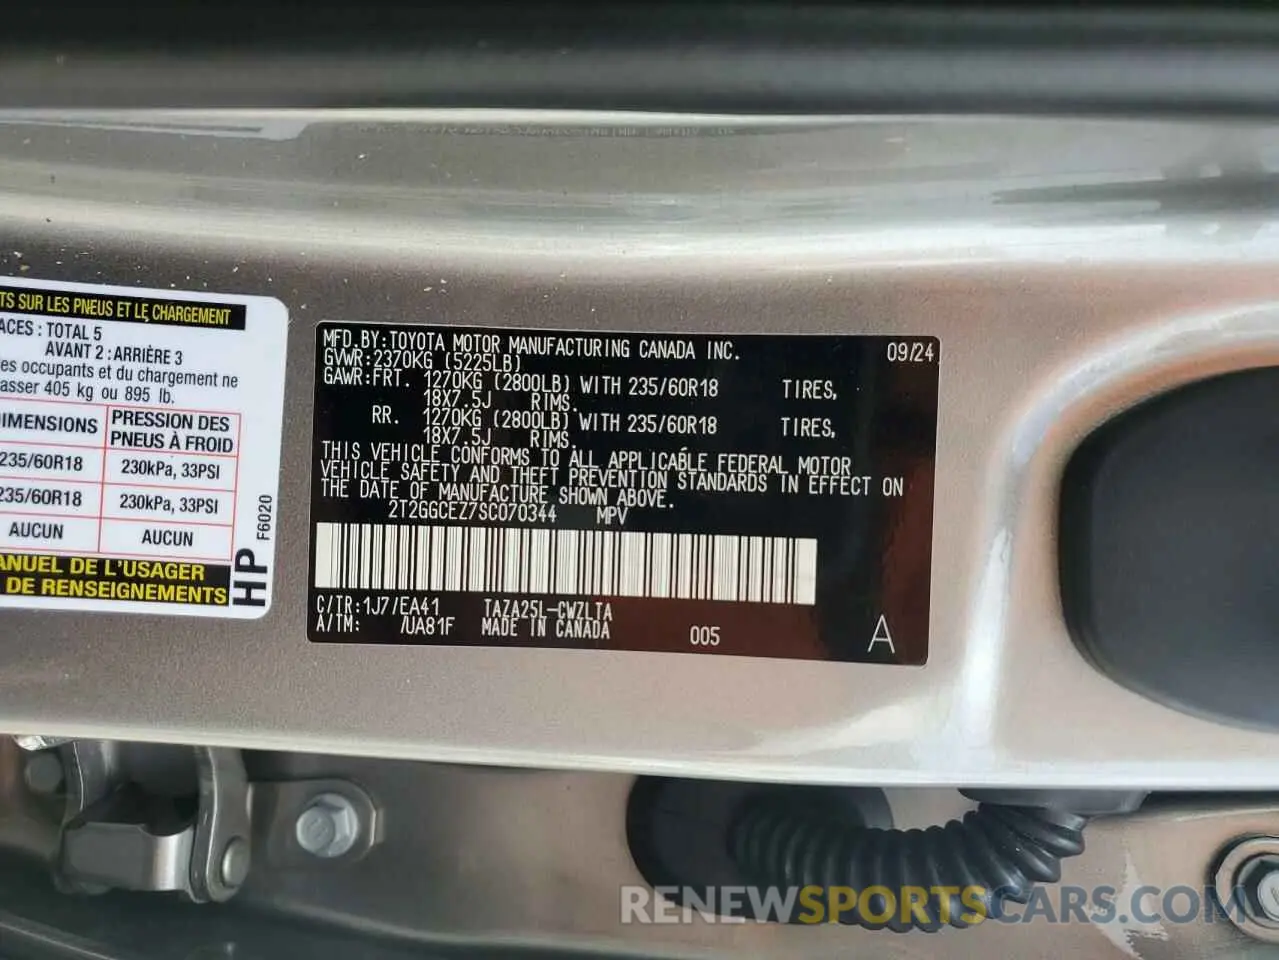 TS SUR LES PNEUS ET LE CHARGEMENT
ACES : TOTAL 5
AVANT 2 : ARRIÈRE 3
es occupants et du chargement ne
asser 405 kg ou 895 lb.
IMENSIONS PRESSION DES PNEUS À FROID
235/60R18 230kPa, 33PSI
235/60R18 230kPa, 33PSI
AUCUN AUCUN
ANUEL DE L'USAGER
DE RENSEIGNEMENTS
HP F6020
MFD.BY:TOYOTA MOTOR MANUFACTURING CANADA INC. 09/24
GVWR:2370KG (5225LB)
GAWR:FRT. 1270KG (2800LB) WITH 235/60R18 TIRES,
18X7.5J RIMS.
RR. 1270KG (2800LB) WITH 235/60R18 TIRES,
18X7.5J RIMS.
THIS VEHICLE CONFORMS TO ALL APPLICABLE FEDERAL MOTOR
VEHICLE SAFETY AND THEFT PREVENTION STANDARDS IN EFFECT ON
THE DATE OF MANUFACTURE SHOWN ABOVE.
2T2GGCEZ7SC070344 MPV
C/TR:1J7/EA41 TAZA25L-CWZLTA
A/TM: /UA81F MADE IN CANADA 005 A
RENEWSPORTSCARS.COM